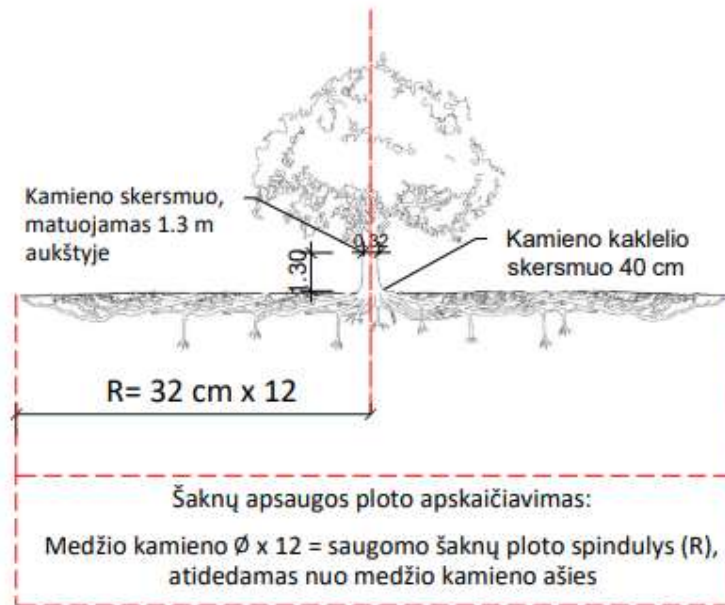 Kamieno skersmuo,
matuojamas 1.3 m
aukštyje
0.32
1.30
Kamieno kaklelio
skersmuo 40 cm
R= 32 cm x 12
Šaknų apsaugos ploto apskaičiavimas:
Medžio kamieno Ø x 12 = saugomo šaknų ploto spindulys (R),
atidedamas nuo medžio kamieno ašies